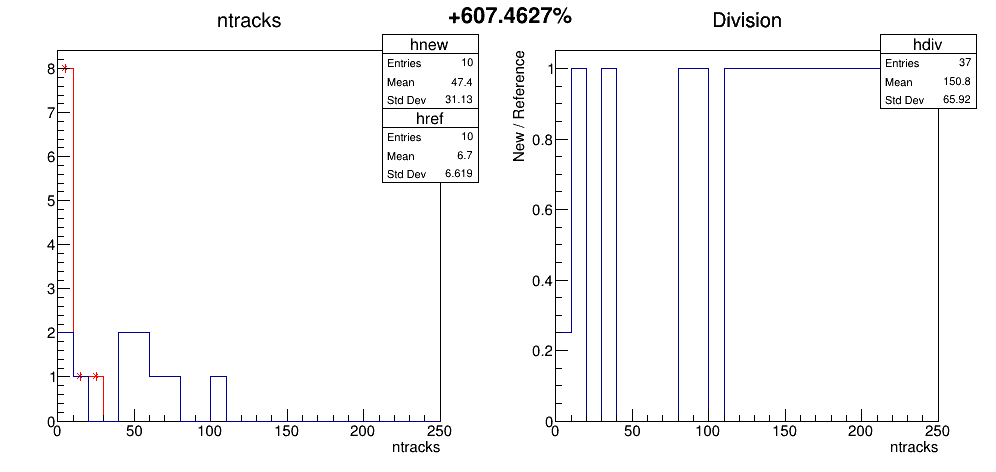 +607.4627%
ntracks
hnew
Entries 10
Mean 47.4
Std Dev 31.13
href
Entries 10
Mean 6.7
Std Dev 6.619
8
7
6
5
4
3
2
1
0
0 50 100 150 200 250
ntracks
Division
hdiv
Entries 37
Mean 150.8
Std Dev 65.92
New / Reference
1
0.8
0.6
0.4
0.2
0
0 50 100 150 200 250
ntracks